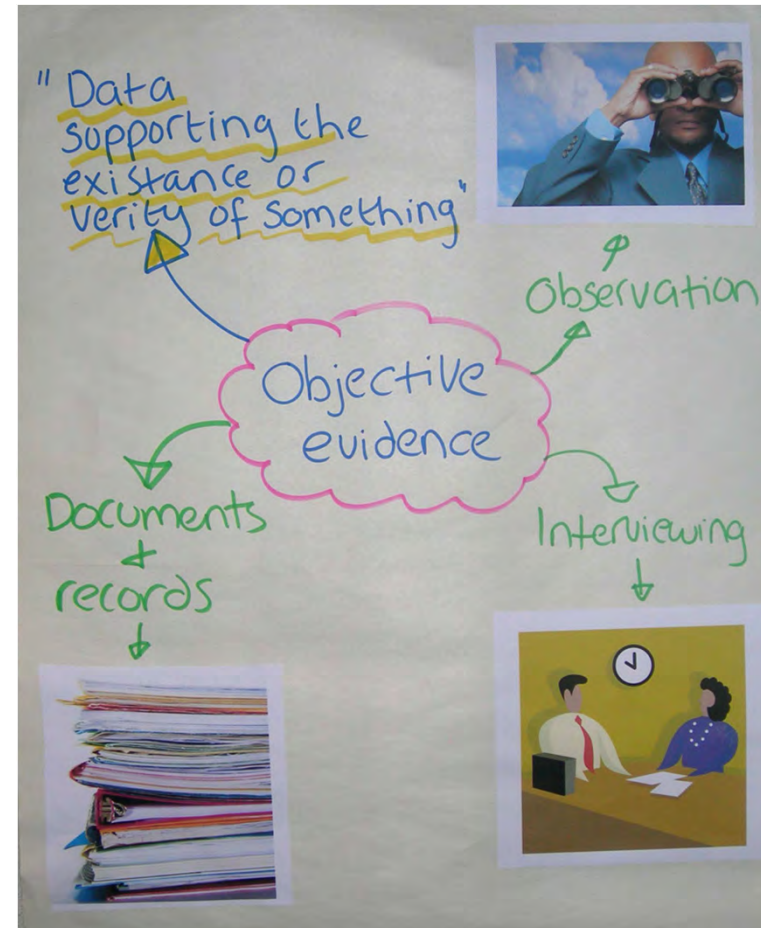 " Data
supporting the
existance or
verity of something"
Observation
Objective
evidence
Documents
+
records
Interviewing